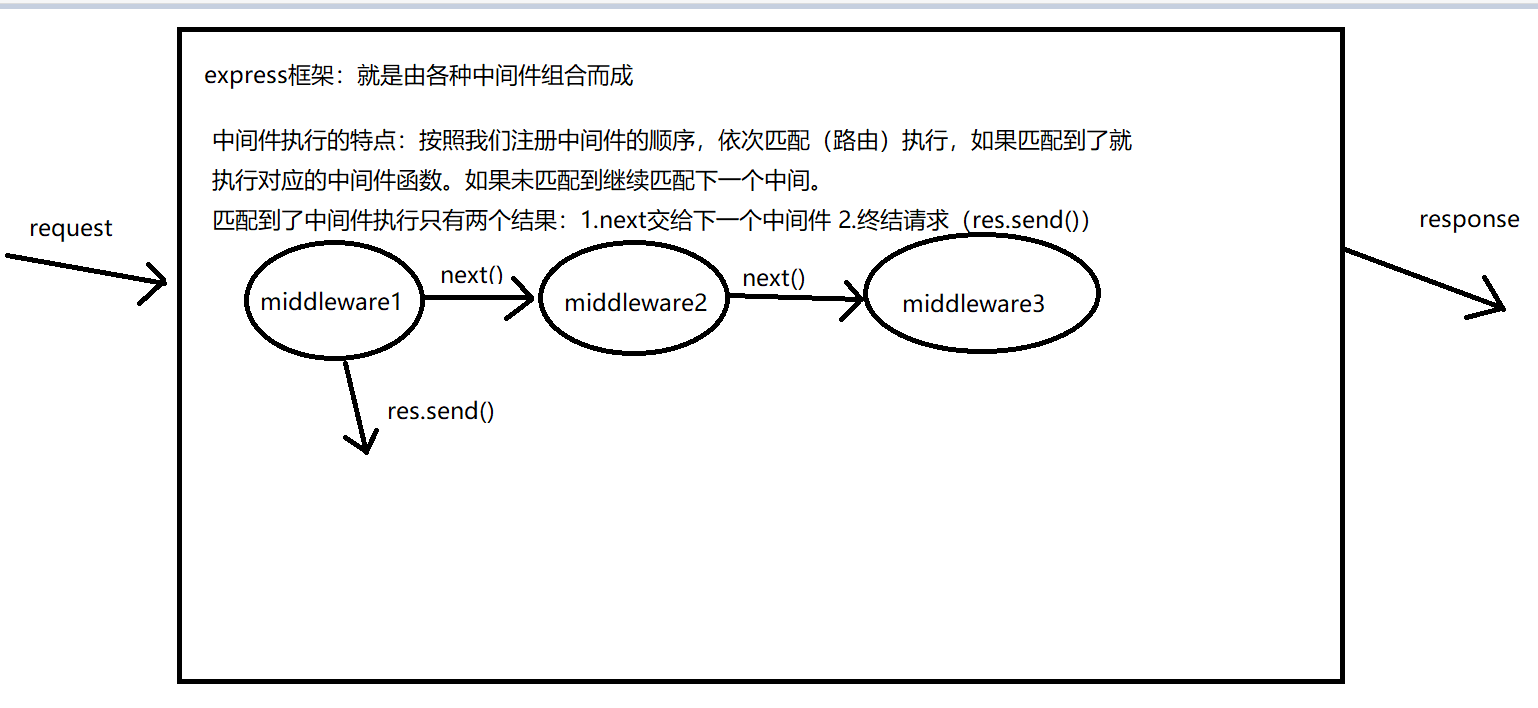 express框架：就是由各种中间件组合而成
中间件执行的特点：按照我们注册中间件的顺序，依次匹配（路由）执行，如果匹配到了就
执行对应的中间件函数。如果未匹配到继续匹配下一个中间。
匹配到了中间件执行只有两个结果：1.next交给下一个中间件 2.终结请求（res.send()）
request
response
middleware1
next()
middleware2
next()
middleware3
res.send()